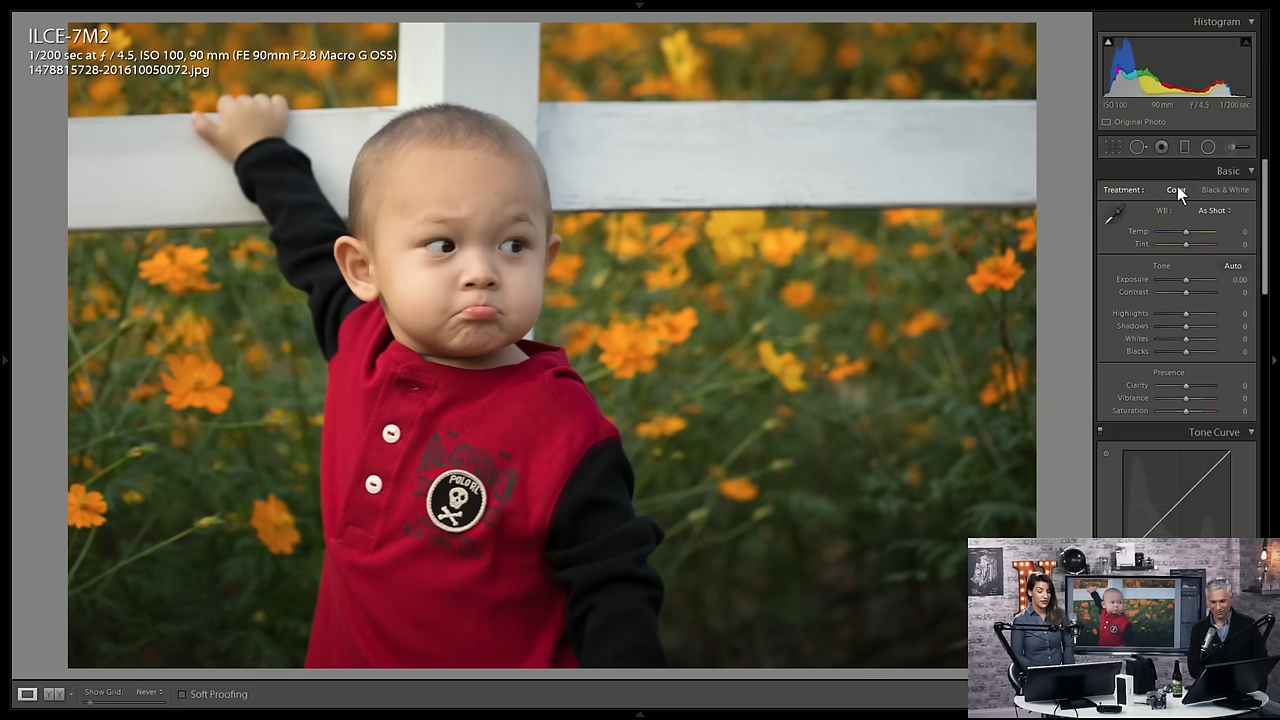 ILCE-7M2
1/200 sec at ƒ / 4.5, ISO 100, 90 mm (FE 90mm F2.8 Macro G OSS)
1478815728-201610050072.jpg
POLO RL
Histogram
ISO 100 90 mm ƒ / 4.5 1/200 sec
Original Photo
Basic
Treatment : Black & White
WB : As Shot
Temp 0
Tint 0
Tone Auto
Exposure 0.00
Contrast 0
Highlights 0
Shadows 0
Whites 0
Blacks 0
Presence
Clarity 0
Vibrance 0
Saturation 0
Tone Curve
Show Grid: Never
Soft Proofing